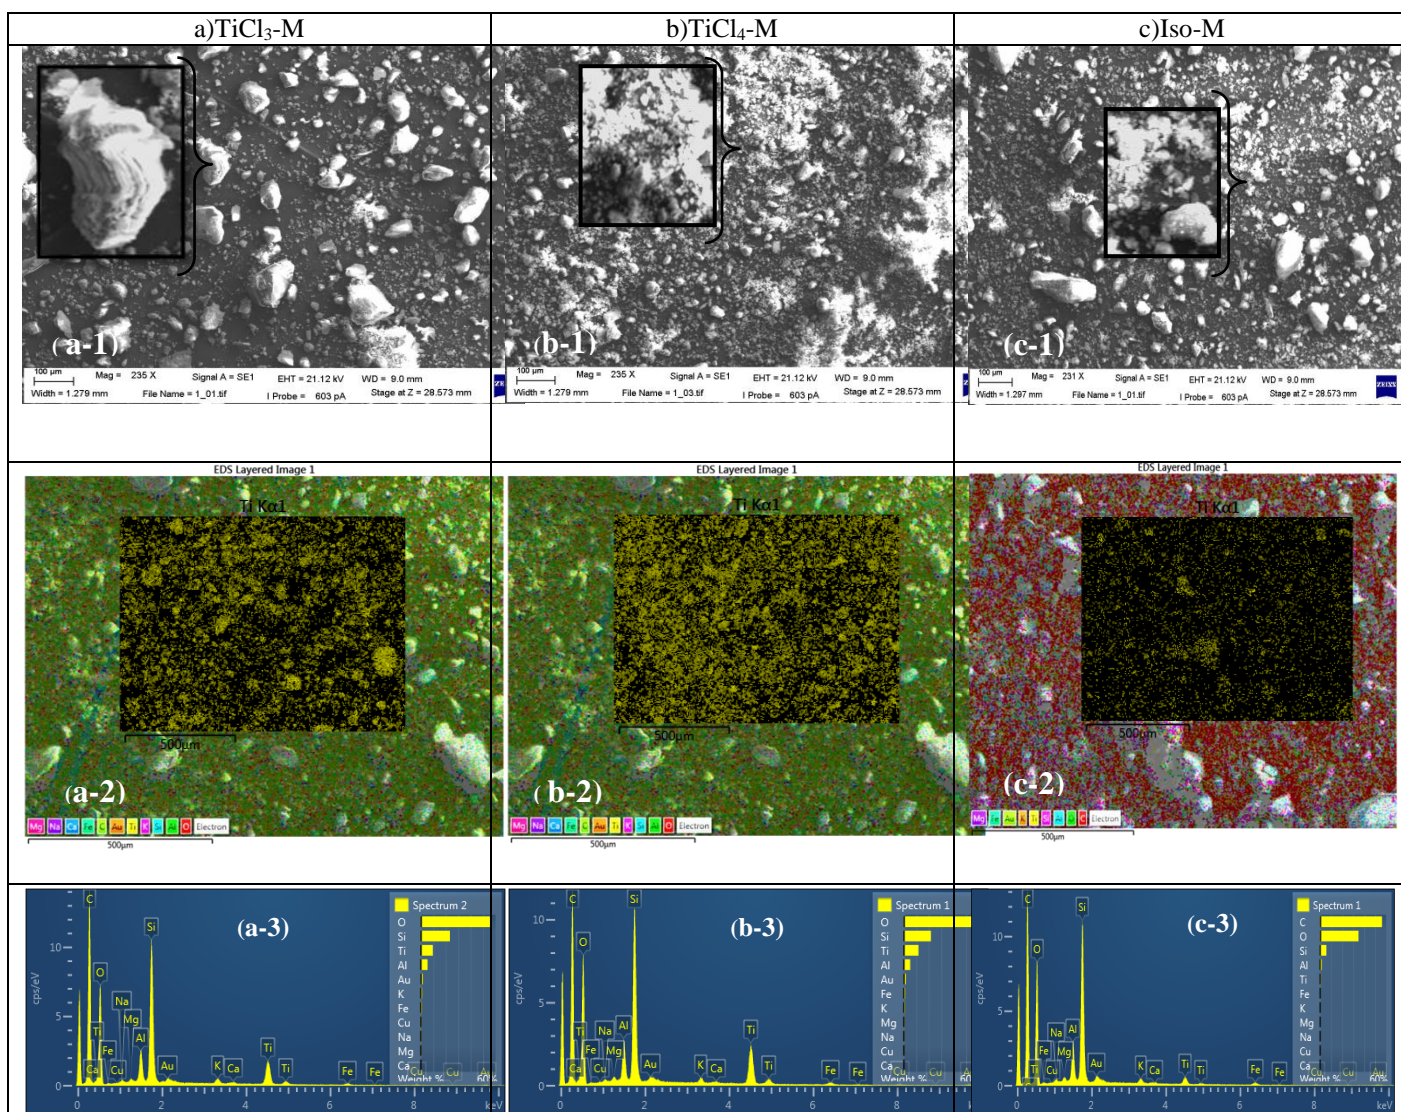 a)TiCl₃-M
b)TiCl₄-M
c)Iso-M
(a-1)
100 µm
Mag = 235 X
Signal A = SE1
EHT = 21.12 kV
WD = 9.0 mm
Width = 1.279 mm
File Name = 1_01.tif
I Probe = 603 pA
Stage at Z = 28.573 mm
(b-1)
100 µm
Mag = 235 X
Signal A = SE1
EHT = 21.12 kV
WD = 9.0 mm
Width = 1.279 mm
File Name = 1_03.tif
I Probe = 603 pA
Stage at Z = 28.573 mm
(c-1)
100 µm
Mag = 231 X
Signal A = SE1
EHT = 21.12 kV
WD = 9.0 mm
Width = 1.297 mm
File Name = 1_01.tif
I Probe = 603 pA
Stage at Z = 28.573 mm
ZEISS
EDS Layered Image 1
Ti Kα1
500µm
(a-2)
Mg Na Ca Fe C Au Ti K Si Al O Electron
500µm
EDS Layered Image 1
Ti Kα1
500µm
(b-2)
Mg Na Ca Fe C Au Ti K Si Al O Electron
500µm
EDS Layered Image 1
Ti Kα1
500µm
(c-2)
Electron
500µm
(a-3)
Spectrum 2
O
Si
Ti
Al
Au
K
Fe
Cu
Na
Mg
Ca
Weight % 60%
cps/eV
10
5
0
C
O
Si
Na
Mg
Ti
Fe
Al
Ca
Cu
Au
K
Ca
Ti
Ti
Fe
Fe
Cu
Au
0 2 4 6 8 keV
(b-3)
Spectrum 1
O
Si
Ti
Al
Au
K
Fe
Cu
Mg
Na
Ca
Weight % 60
cps/eV
10
5
0
C
O
Si
Ti
Na
Al
Fe
Mg
Ca
Cu
Au
K
Ca
Ti
Ti
Fe
Fe
Cu
Au
0 2 4 6 8
(c-3)
Spectrum 1
C
O
Si
Al
Ti
Fe
K
Mg
Na
Cu
Ca
Weight % 60%
cps/eV
10
5
0
C
O
Si
Na
Al
Fe
Mg
Ti
Cu
Au
K
Ca
Ti
Ti
Fe
Fe
Cu
Au
0 2 4 6 8 keV